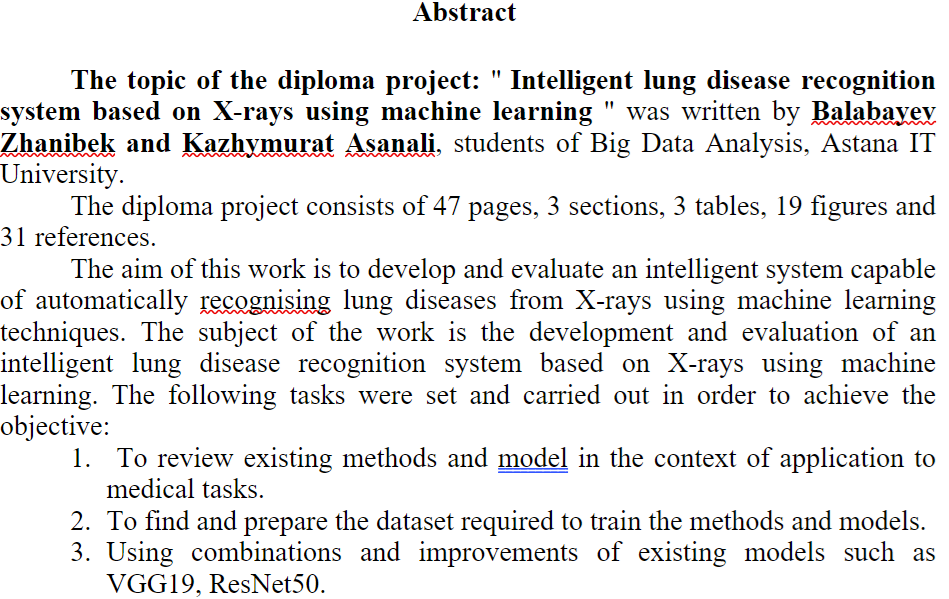 Abstract
The topic of the diploma project: " Intelligent lung disease recognition
system based on X-rays using machine learning " was written by Balabayev
Zhanibek and Kazhymurat Asanali, students of Big Data Analysis, Astana IT
University.
The diploma project consists of 47 pages, 3 sections, 3 tables, 19 figures and
31 references.
The aim of this work is to develop and evaluate an intelligent system capable
of automatically recognising lung diseases from X-rays using machine learning
techniques. The subject of the work is the development and evaluation of an
intelligent lung disease recognition system based on X-rays using machine
learning. The following tasks were set and carried out in order to achieve the
objective:
1. To review existing methods and model in the context of application to
medical tasks.
2. To find and prepare the dataset required to train the methods and models.
3. Using combinations and improvements of existing models such as
VGG19, ResNet50.